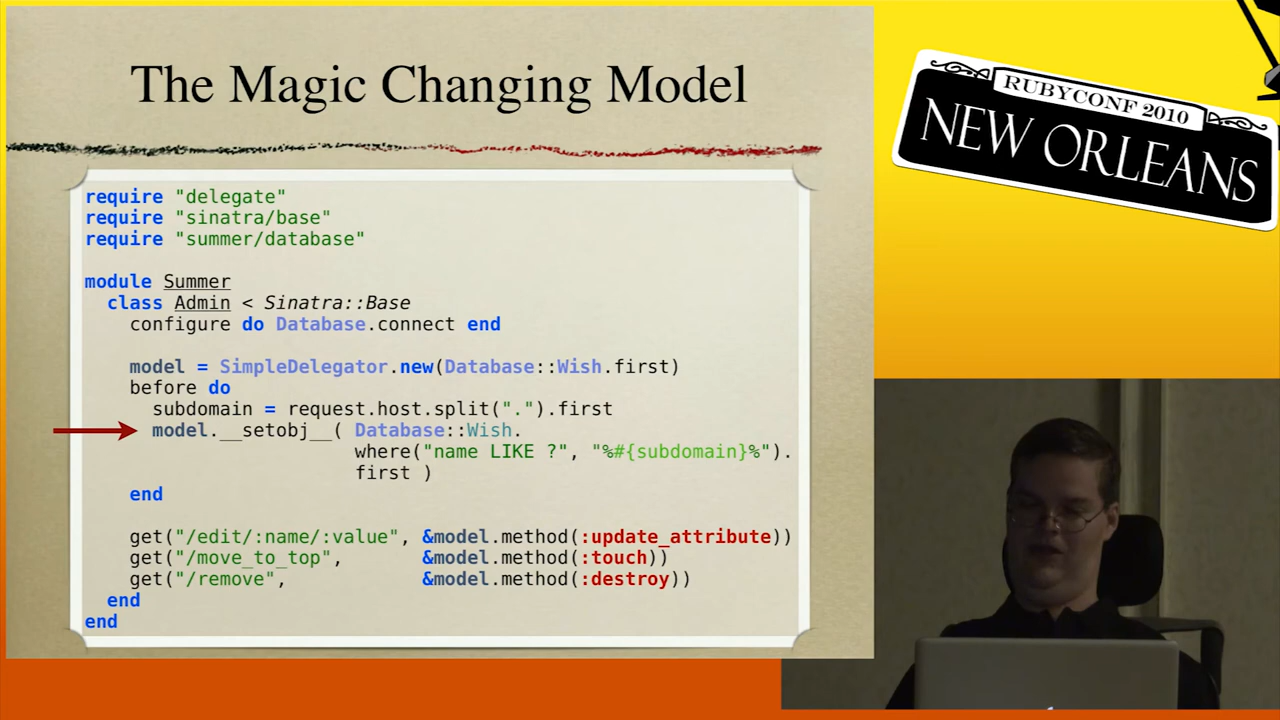 The Magic Changing Model
require "delegate"
require "sinatra/base"
require "summer/database"
module Summer
class Admin < Sinatra::Base
configure do Database.connect end
model = SimpleDelegator.new(Database::Wish.first)
before do
subdomain = request.host.split(".").first
model.__setobj__( Database::Wish.
where("name LIKE ?", "%#{subdomain}%").
first )
end
get("/edit/:name/:value", &model.method(:update_attribute))
get("/move_to_top", &model.method(:touch))
get("/remove", &model.method(:destroy))
end
end
RUBYCONF 2010
NEW ORLEANS